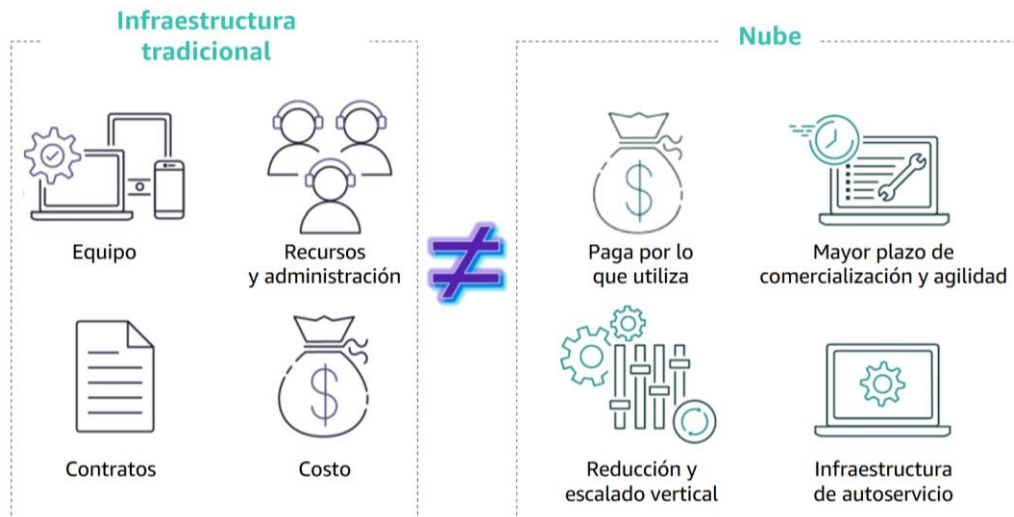 Infraestructura
tradicional
Equipo
Recursos
y administración
Contratos
Costo
≠
Nube
Paga por lo
que utiliza
Mayor plazo de
comercialización y agilidad
Reducción y
escalado vertical
Infraestructura
de autoservicio